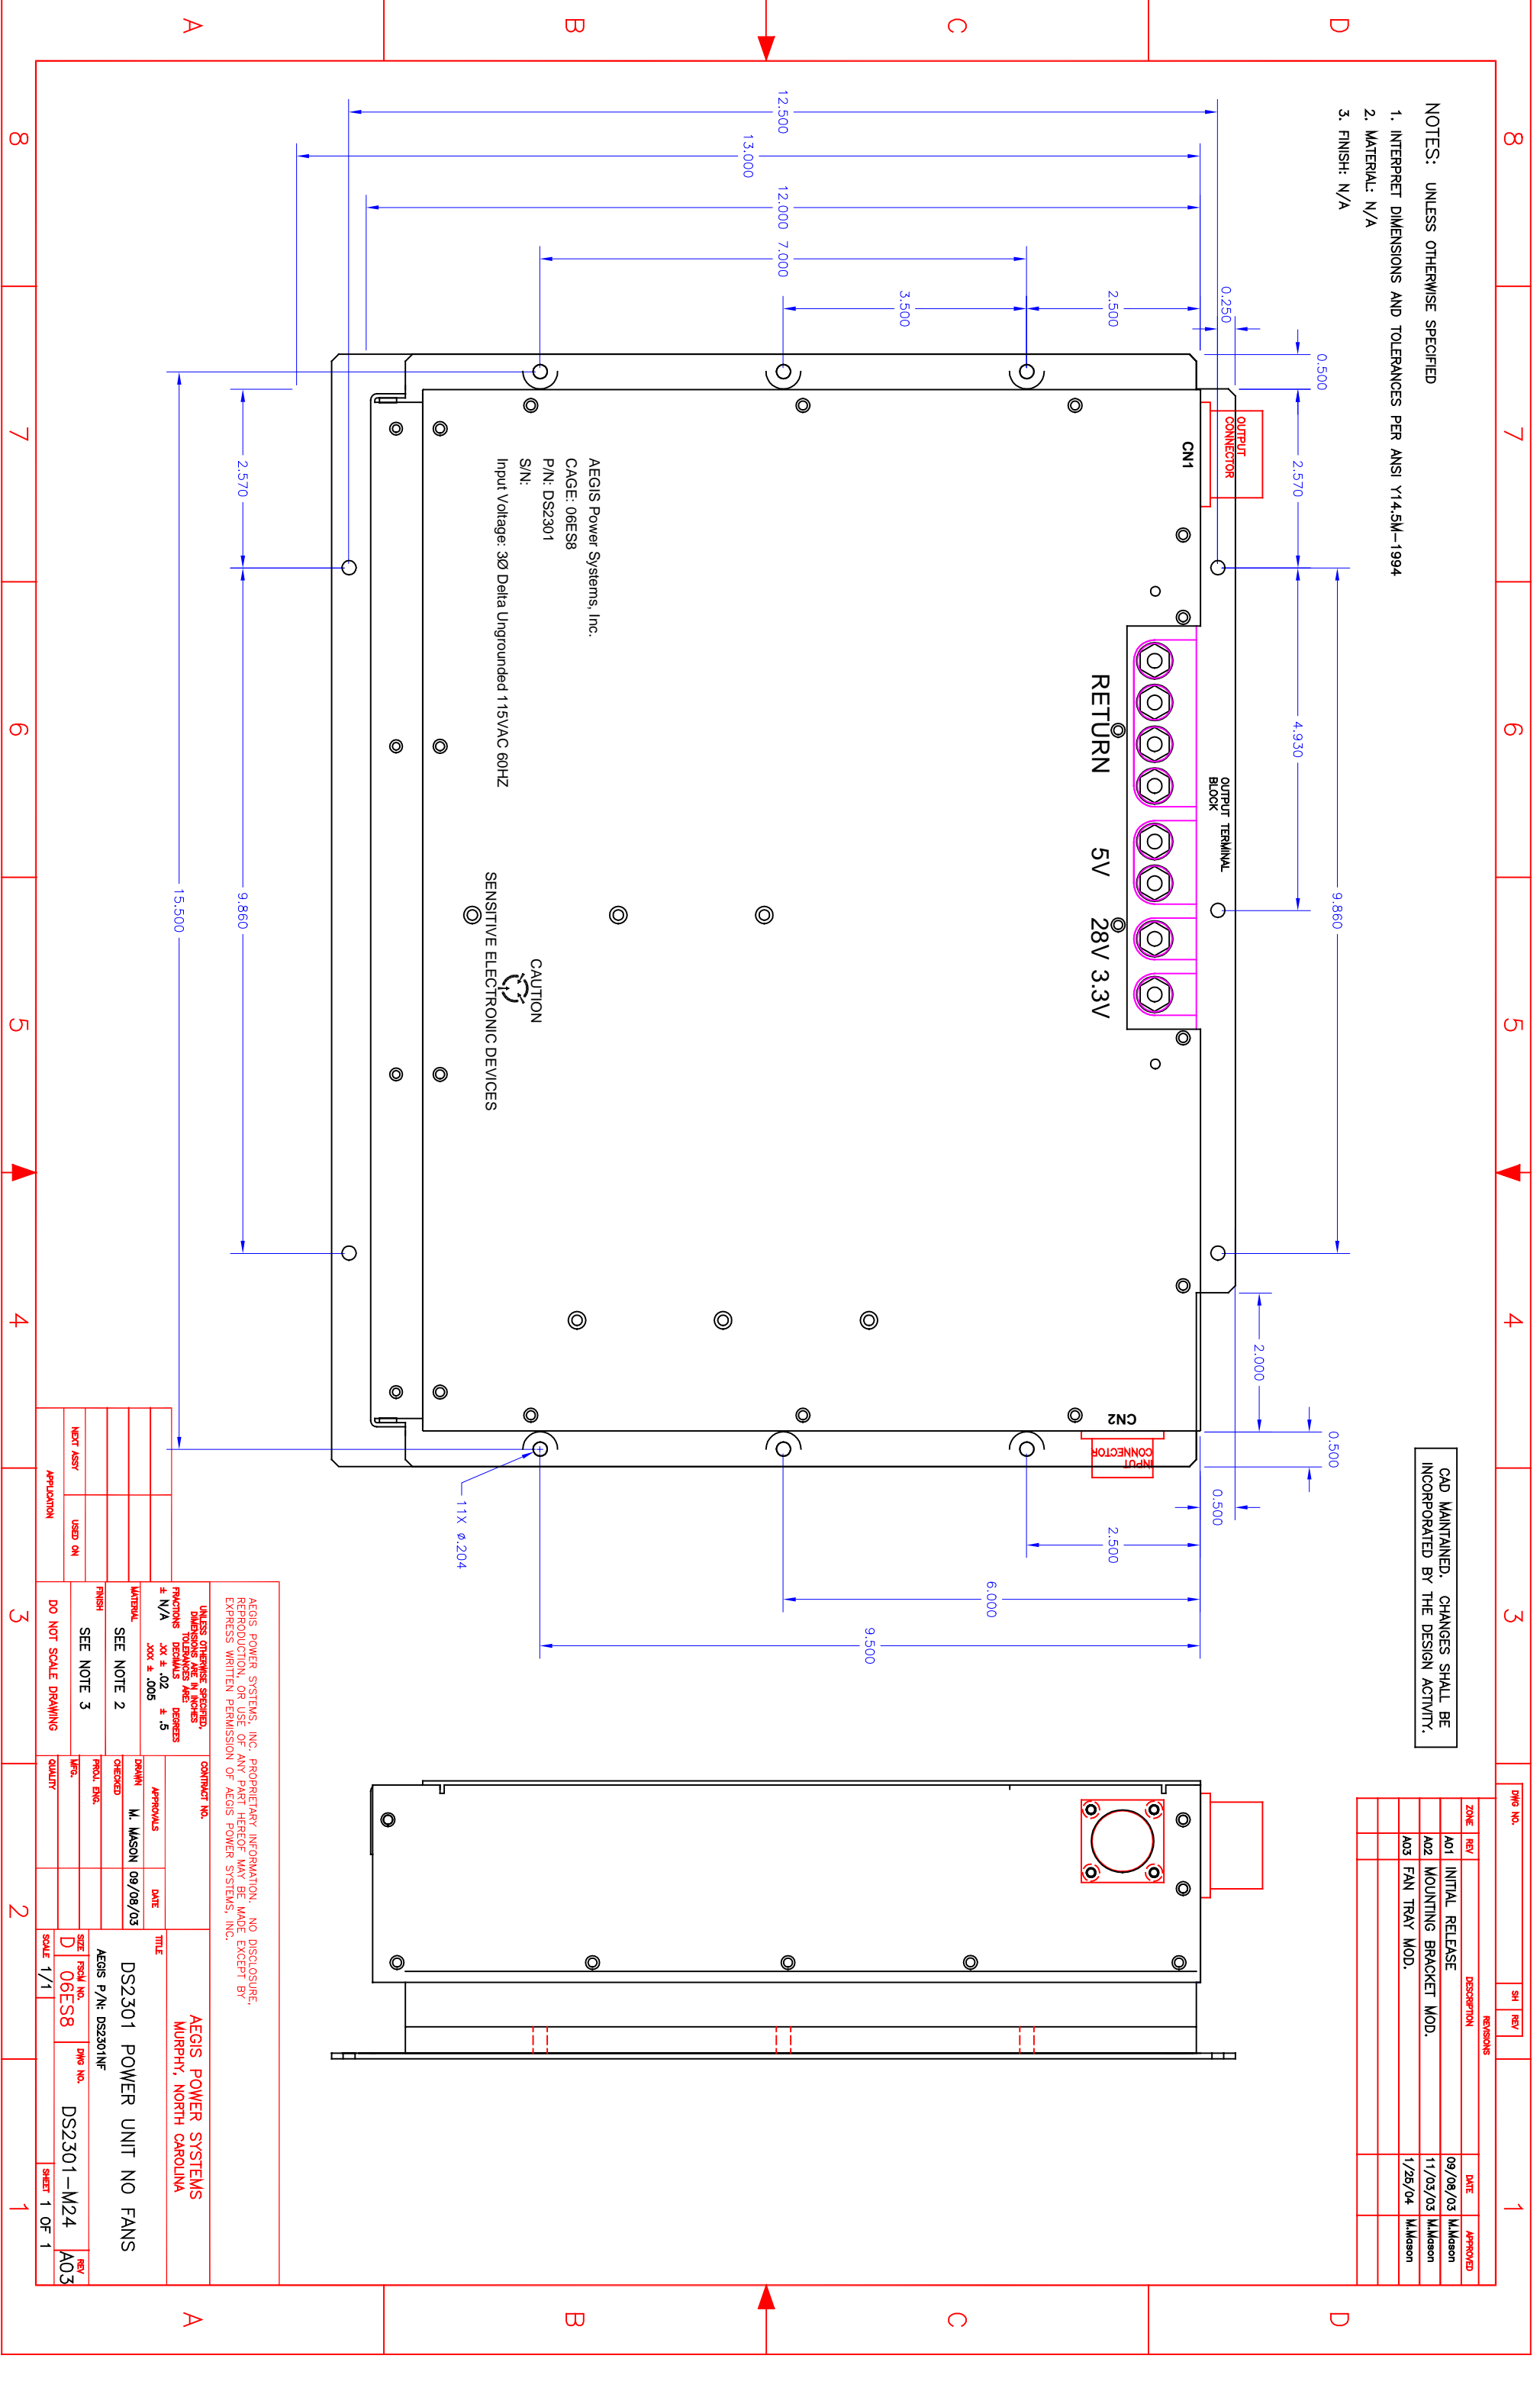 NOTES: UNLESS OTHERWISE SPECIFIED
1. INTERPRET DIMENSIONS AND TOLERANCES PER ANSI Y14.5M-1994
2. MATERIAL: N/A
3. FINISH: N/A
CAD MAINTAINED. CHANGES SHALL BE
INCORPORATED BY THE DESIGN ACTIVITY.
DWG NO.
SH
REV
REVISIONS
ZONE REV DESCRIPTION DATE APPROVED
A01 INITIAL RELEASE 09/08/03 M.Mason
A02 MOUNTING BRACKET MOD. 11/03/03 M.Mason
A03 FAN TRAY MOD. 1/26/04 M.Mason
8 7 6 5 4 3 2 1
D
C
B
A
D
C
B
A
9.860
0.500
2.570
4.930
2.000
0.500
0.250
0.500
2.500
3.500
7.000
12.000
13.000
12.500
2.500
6.000
9.500
11X ø.204
2.570
9.860
15.500
OUTPUT
CONNECTOR
CN1
OUTPUT TERMINAL
BLOCK
RETURN 5V 28V 3.3V
CN2
INPUT
CONNECTOR
AEGIS Power Systems, Inc.
CAGE: 06ES8
P/N: DS2301
S/N:
Input Voltage: 3Ø Delta Ungrounded 115VAC 60HZ
CAUTION
SENSITIVE ELECTRONIC DEVICES
AEGIS POWER SYSTEMS, INC. PROPRIETARY INFORMATION. NO DISCLOSURE,
REPRODUCTION, OR USE OF ANY PART HEREOF MAY BE MADE EXCEPT BY
EXPRESS WRITTEN PERMISSION OF AEGIS POWER SYSTEMS, INC.
NEXT ASSY USED ON
APPLICATION
UNLESS OTHERWISE SPECIFIED,
DIMENSIONS ARE IN INCHES
TOLERANCES ARE:
FRACTIONS DECIMALS DEGREES
± N/A .XX ± .02 ± .5
.XXX ± .005
MATERIAL
SEE NOTE 2
FINISH
SEE NOTE 3
DO NOT SCALE DRAWING
CONTRACT NO.
APPROVALS DATE
DRAWN M. MASON 09/08/03
CHECKED
PROJ. ENG.
MFG.
QUALITY
AEGIS POWER SYSTEMS
MURPHY, NORTH CAROLINA
TITLE
DS2301 POWER UNIT NO FANS
AEGIS P/N: DS2301NF
SIZE D
FSCM NO. 06ES8
DWG NO. DS2301-M24
REV A03
SCALE 1/1
SHEET 1 OF 1
8 7 6 5 4 3 2 1